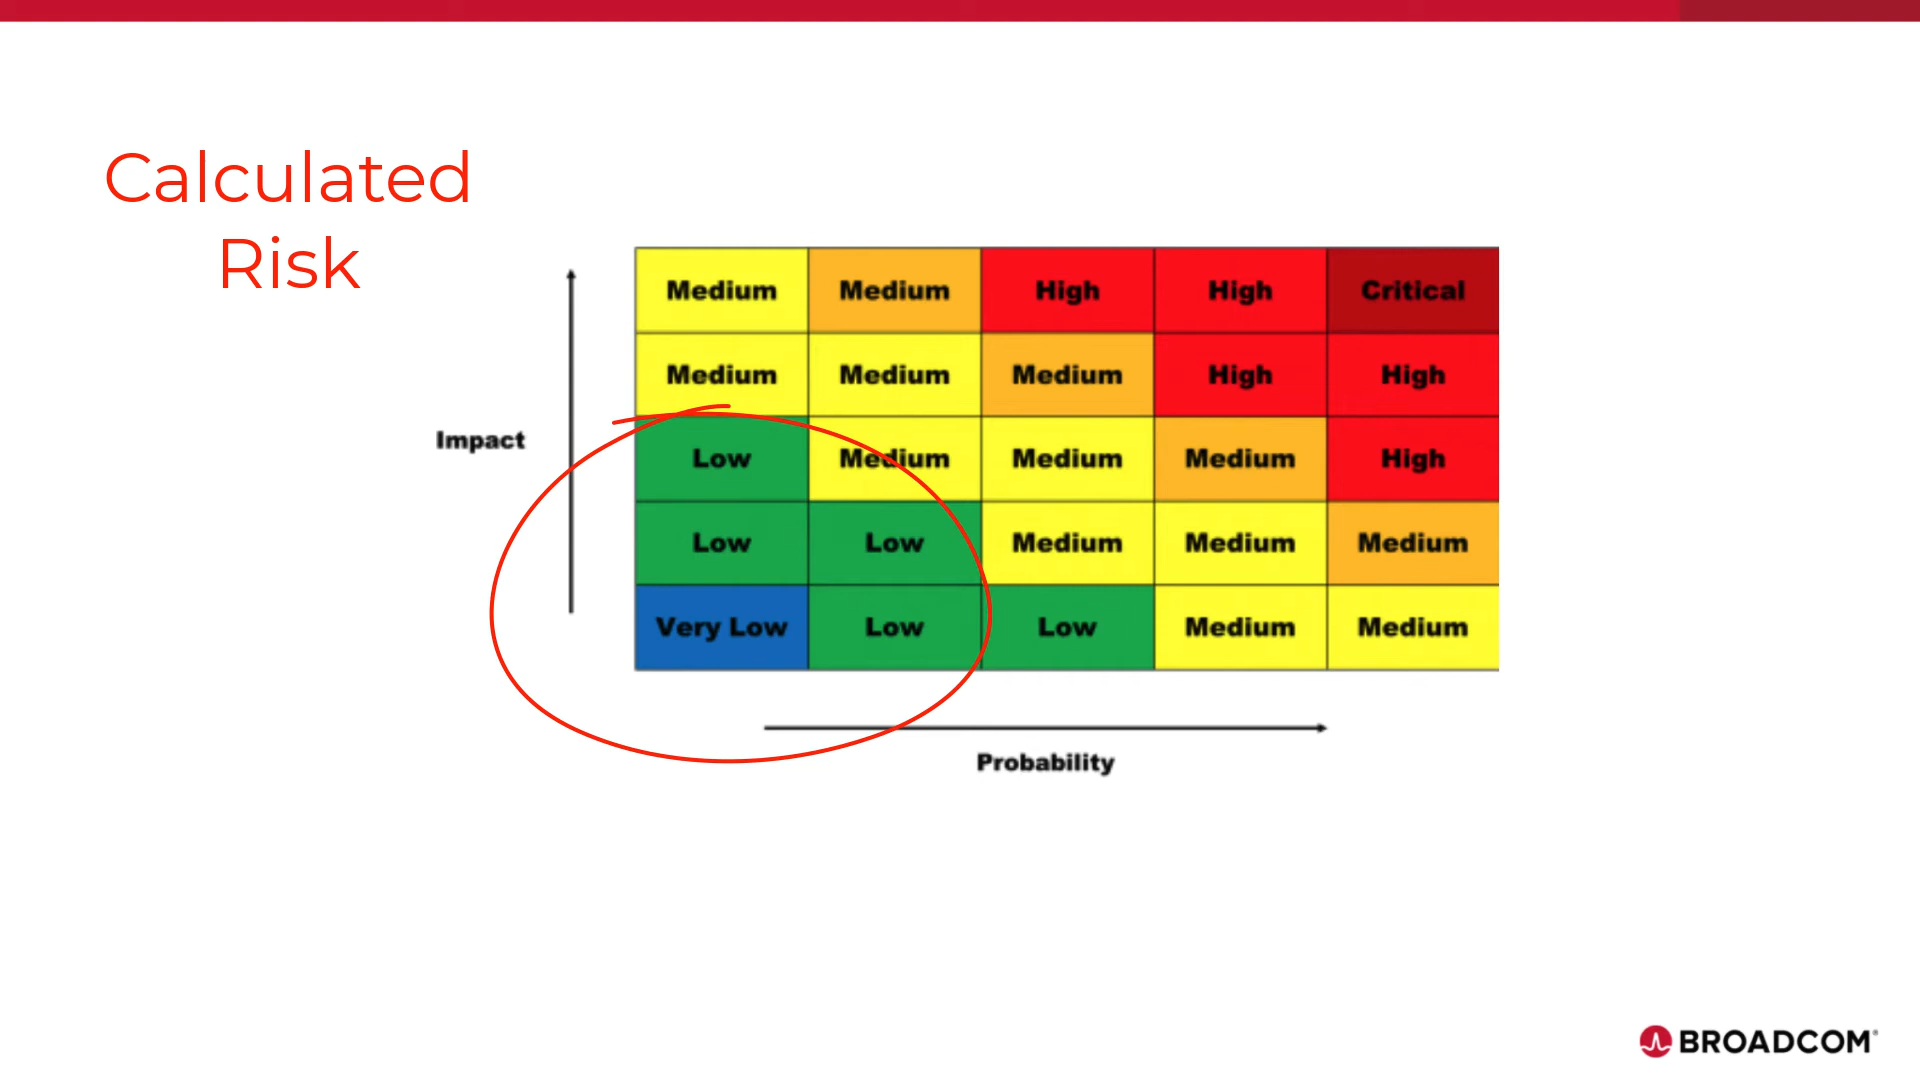 Calculated
Risk
Medium Medium High High Critical
Medium Medium Medium High High
Impact
Low Medium Medium Medium High
Low Low Medium Medium Medium
Very Low Low Low Medium Medium
Probability
BROADCOM®